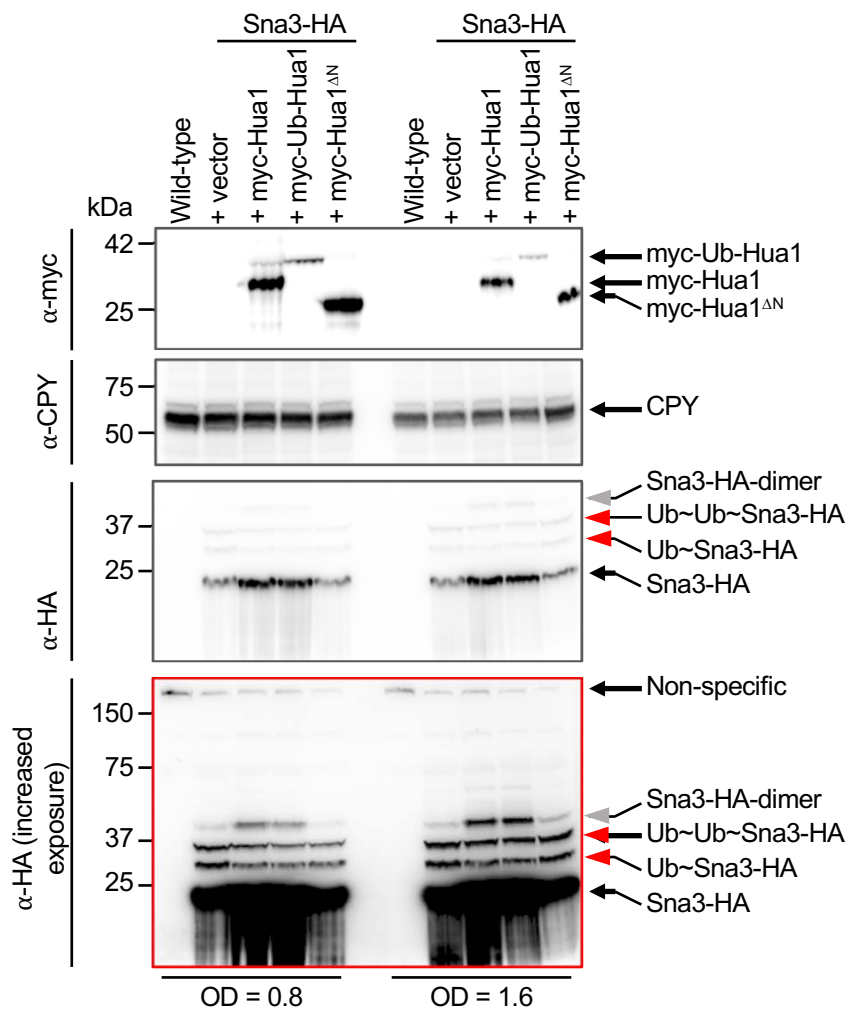 Sna3-HA
Sna3-HA
Wild-type
+ vector
+ myc-Hua1
+ myc-Ub-Hua1
+ myc-Hua1ΔN
Wild-type
+ vector
+ myc-Hua1
+ myc-Ub-Hua1
+ myc-Hua1ΔN
kDa
α-myc
42
25
myc-Ub-Hua1
myc-Hua1
myc-Hua1ΔN
α-CPY
75
50
CPY
α-HA
37
25
Sna3-HA-dimer
Ub~Ub~Sna3-HA
Ub~Sna3-HA
Sna3-HA
α-HA (increased
exposure)
150
75
37
25
Non-specific
Sna3-HA-dimer
Ub~Ub~Sna3-HA
Ub~Sna3-HA
Sna3-HA
OD = 0.8
OD = 1.6